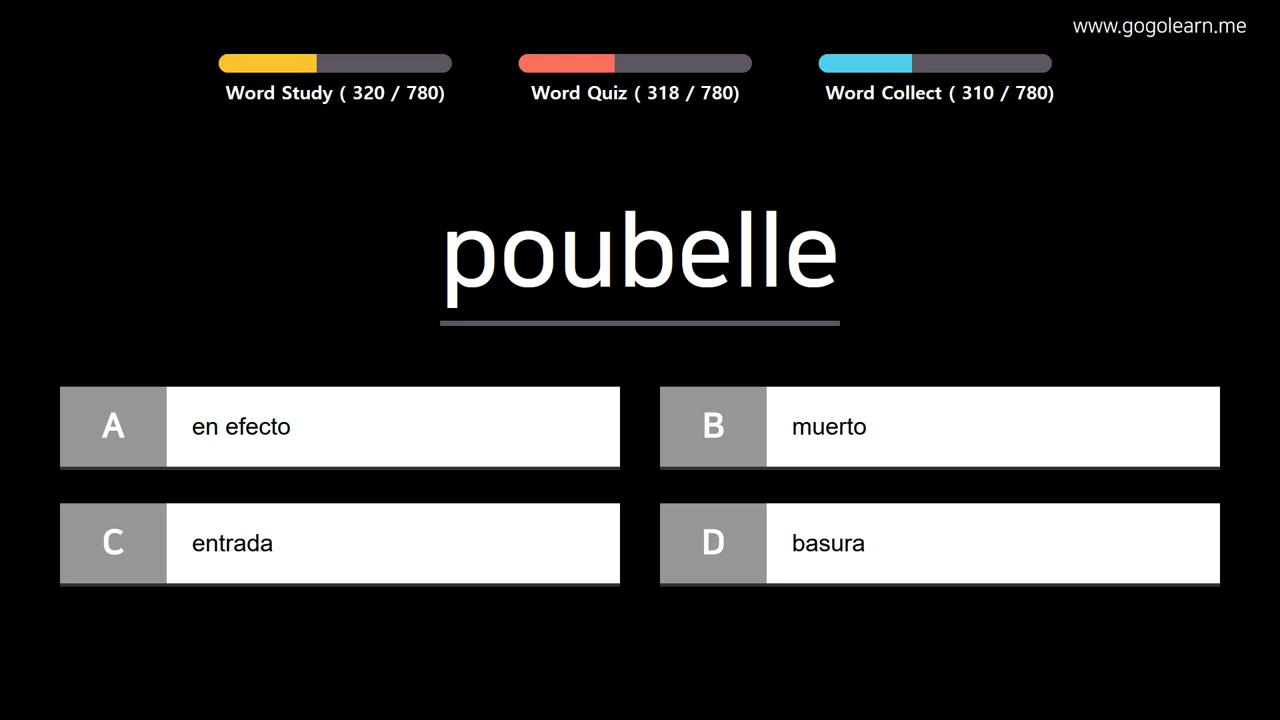 www.gogolearn.me
Word Study ( 320 / 780)
Word Quiz ( 318 / 780)
Word Collect ( 310 / 780)
poubelle
A en efecto
B muerto
C entrada
D basura